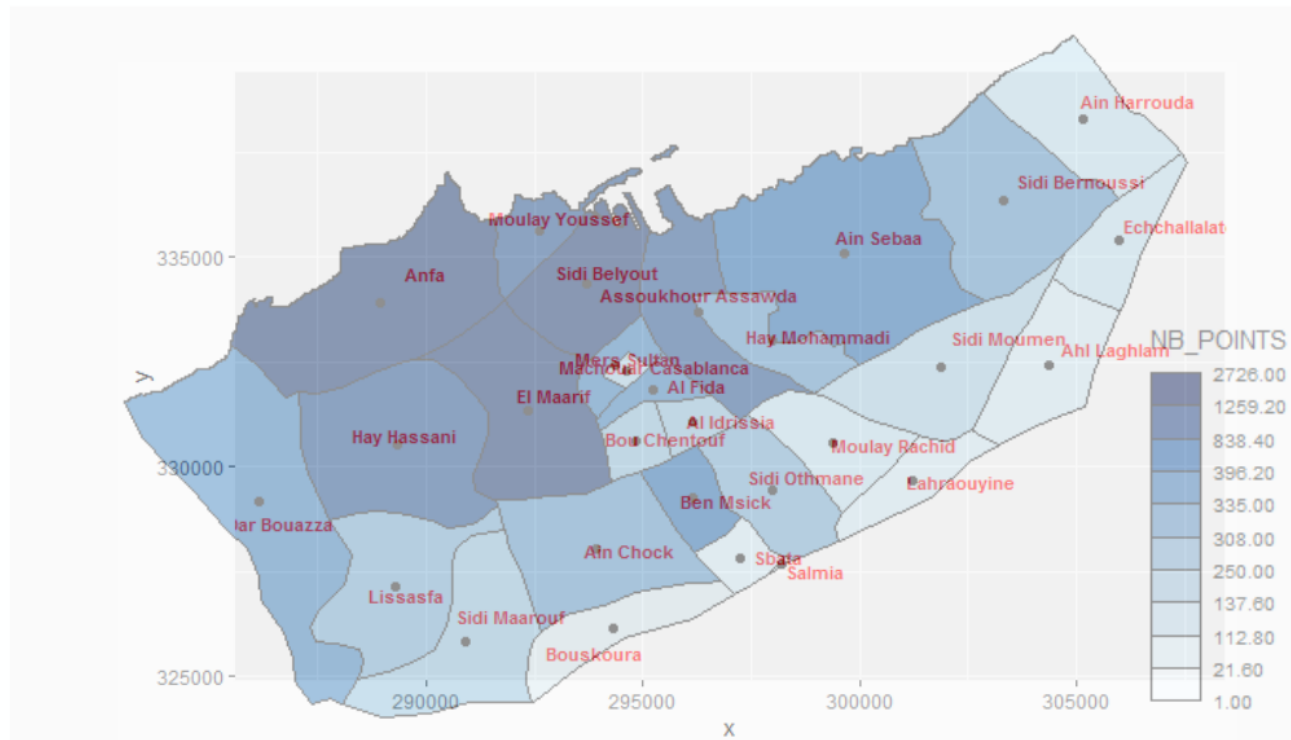 Ain Harrouda
Sidi Bernoussi
Moulay Youssef
Echchallalat
Ain Sebaa
335000
Anfa
Sidi Belyout
Assoukhour Assawda
Hay Mohammadi
Sidi Moumen
NB_POINTS
Ahl Laghlam
Mers Sultan
Machouar Casablanca
y
2726.00
Al Fida
El Maarif
1259.20
Al Idrissia
Hay Hassani
Bou Chentouf
838.40
Moulay Rachid
330000
396.20
Sidi Othmane
Lahraouyine
Ben Msick
335.00
Dar Bouazza
308.00
Ain Chock
Sbata
Salmia
250.00
Lissasfa
137.60
Sidi Maarouf
112.80
Bouskoura
21.60
325000
290000
295000
300000
305000
1.00
x